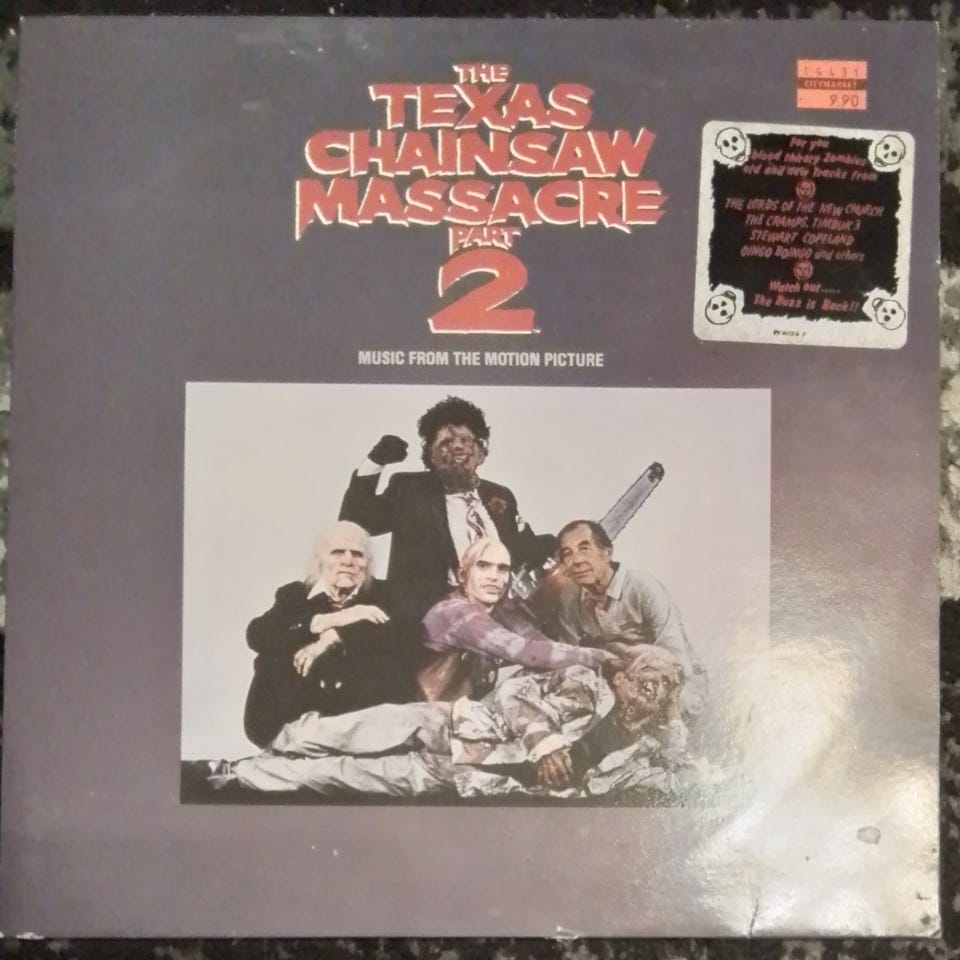 THE
TEXAS
CHAINSAW
MASSACRE
PART
2
MUSIC FROM THE MOTION PICTURE
14431
CITYMARKET
9.90
For you
blood thirsty Zombies
old and new Tracks from
THE LORDS OF THE NEW CHURCH
THE CRAMPS, TIMBUK 3
STEWART COPELAND
OINGO BOINGO and others
Watch out.....
The Buzz is Back!!